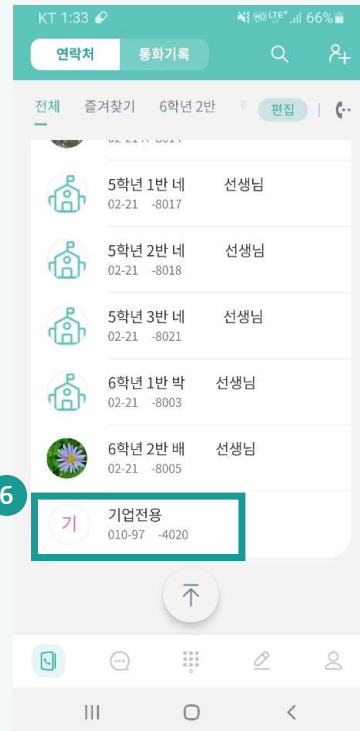 KT 1:33 LTE+ 66%
연락처 통화기록
전체 즐겨찾기 6학년 2반 편집
5학년 1반 네 선생님
02-21 -8017
5학년 2반 네 선생님
02-21 -8018
5학년 3반 네 선생님
02-21 -8021
6학년 1반 박 선생님
02-21 -8003
6학년 2반 배 선생님
02-21 -8005
6
기 기업전용
010-97 -4020